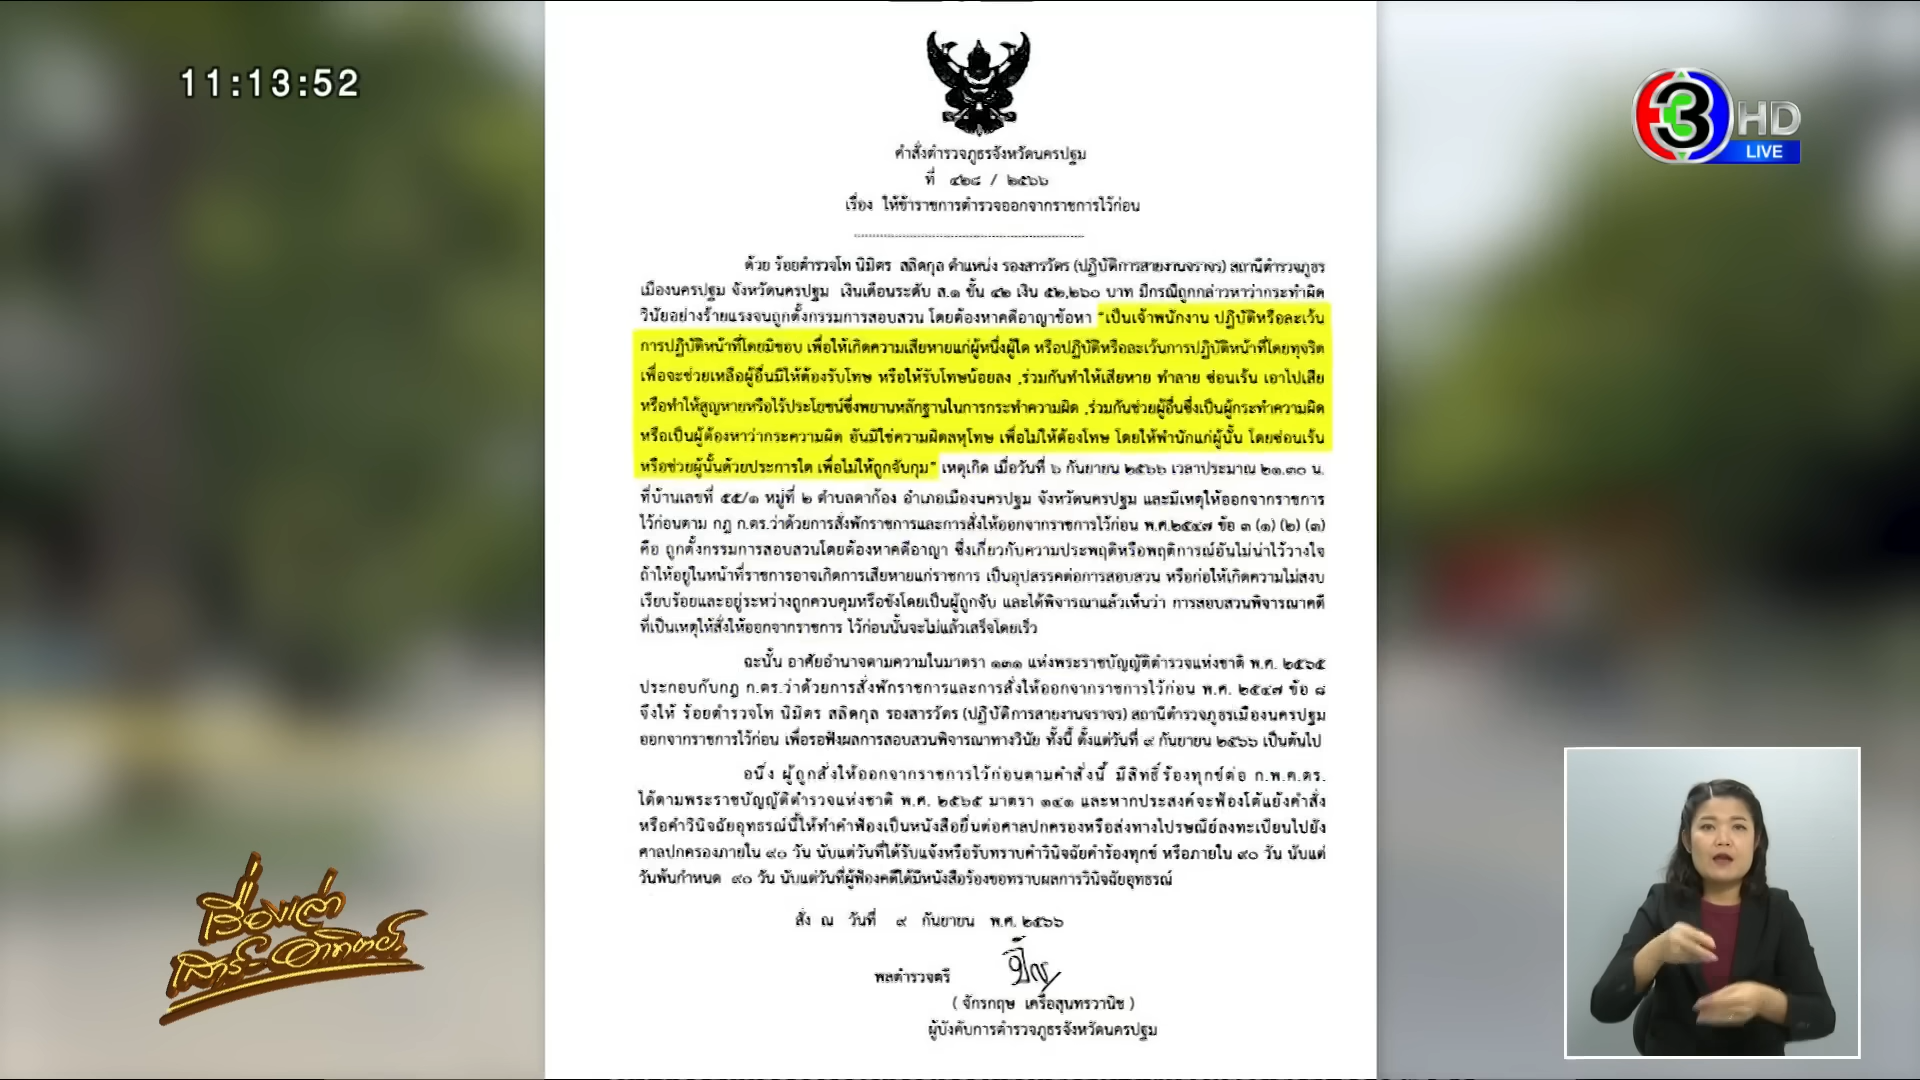 11:13:52
3 HD
LIVE
คำสั่งตำรวจภูธรจังหวัดนครปฐม
ที่ ๔๒๘ / ๒๕๖๖
เรื่อง ให้ข้าราชการตำรวจออกจากราชการไว้ก่อน
ด้วย ร้อยตำรวจโท นิมิตร สลิดกุล ตำแหน่ง รองสารวัตร (ปฏิบัติการสายงานจราจร) สถานีตำรวจภูธร
เมืองนครปฐม จังหวัดนครปฐม เงินเดือนระดับ ส.๑ ขั้น ๔๒ เงิน ๕๒,๒๖๐ บาท มีกรณีถูกกล่าวหาว่ากระทำผิด
วินัยอย่างร้ายแรงจนถูกตั้งกรรมการสอบสวน โดยต้องหาคดีอาญาข้อหา "เป็นเจ้าพนักงาน ปฏิบัติหรือละเว้น
การปฏิบัติหน้าที่โดยมิชอบ เพื่อให้เกิดความเสียหายแก่ผู้หนึ่งผู้ใด หรือปฏิบัติหรือละเว้นการปฏิบัติหน้าที่โดยทุจริต
เพื่อจะช่วยเหลือผู้อื่นมิให้ต้องรับโทษ หรือให้รับโทษน้อยลง ,ร่วมกันทำให้เสียหาย ทำลาย ซ่อนเร้น เอาไปเสีย
หรือทำให้สูญหายหรือไร้ประโยชน์ซึ่งพยานหลักฐานในการกระทำความผิด ,ร่วมกันช่วยผู้อื่นซึ่งเป็นผู้กระทำความผิด
หรือเป็นผู้ต้องหาว่ากระความผิด อันมิใช่ความผิดลหุโทษ เพื่อไม่ให้ต้องโทษ โดยให้พำนักแก่ผู้นั้น โดยซ่อนเร้น
หรือช่วยผู้นั้นด้วยประการใด เพื่อไม่ให้ถูกจับกุม" เหตุเกิด เมื่อวันที่ ๖ กันยายน ๒๕๖๖ เวลาประมาณ ๒๑.๓๐ น.
ที่บ้านเลขที่ ๕๕/๑ หมู่ที่ ๒ ตำบลตาก้อง อำเภอเมืองนครปฐม จังหวัดนครปฐม และมีเหตุให้ออกจากราชการ
ไว้ก่อนตาม กฎ ก.ตร.ว่าด้วยการสั่งพักราชการและการสั่งให้ออกจากราชการไว้ก่อน พ.ศ.๒๕๔๗ ข้อ ๓ (๑) (๒) (๓)
คือ ถูกตั้งกรรมการสอบสวนโดยต้องหาคดีอาญา ซึ่งเกี่ยวกับความประพฤติหรือพฤติการณ์อันไม่น่าไว้วางใจ
ถ้าให้อยู่ในหน้าที่ราชการอาจเกิดการเสียหายแก่ราชการ เป็นอุปสรรคต่อการสอบสวน หรือก่อให้เกิดความไม่สงบ
เรียบร้อยและอยู่ระหว่างถูกควบคุมหรือขังโดยเป็นผู้ถูกจับ และได้พิจารณาแล้วเห็นว่า การสอบสวนพิจารณาคดี
ที่เป็นเหตุให้สั่งให้ออกจากราชการ ไว้ก่อนนั้นจะไม่แล้วเสร็จโดยเร็ว
ฉะนั้น อาศัยอำนาจตามความในมาตรา ๑๓๑ แห่งพระราชบัญญัติตำรวจแห่งชาติ พ.ศ. ๒๕๖๕
ประกอบกับกฎ ก.ตร.ว่าด้วยการสั่งพักราชการและการสั่งให้ออกจากราชการไว้ก่อน พ.ศ. ๒๕๔๗ ข้อ ๘
จึงให้ ร้อยตำรวจโท นิมิตร สลิดกุล รองสารวัตร (ปฏิบัติการสายงานจราจร) สถานีตำรวจภูธรเมืองนครปฐม
ออกจากราชการไว้ก่อน เพื่อรอฟังผลการสอบสวนพิจารณาทางวินัย ทั้งนี้ ตั้งแต่วันที่ ๙ กันยายน ๒๕๖๖ เป็นต้นไป
อนึ่ง ผู้ถูกสั่งให้ออกจากราชการไว้ก่อนตามคำสั่งนี้ มีสิทธิ์ร้องทุกข์ต่อ ก.พ.ค.ตร.
ได้ตามพระราชบัญญัติตำรวจแห่งชาติ พ.ศ. ๒๕๖๕ มาตรา ๑๔๑ และหากประสงค์จะฟ้องโต้แย้งคำสั่ง
หรือคำวินิจฉัยอุทธรณ์นี้ให้ทำคำฟ้องเป็นหนังสือยื่นต่อศาลปกครองหรือส่งทางไปรษณีย์ลงทะเบียนไปยัง
ศาลปกครองภายใน ๙๐ วัน นับแต่วันที่ได้รับแจ้งหรือรับทราบคำวินิจฉัยคำร้องทุกข์ หรือภายใน ๙๐ วัน นับแต่
วันพ้นกำหนด ๙๐ วัน นับแต่วันที่ผู้ฟ้องคดีได้มีหนังสือร้องขอทราบผลการวินิจฉัยอุทธรณ์
สั่ง ณ วันที่ ๙ กันยายน พ.ศ. ๒๕๖๖
พลตำรวจตรี
( จักรกฤษ เครือสุนทรวานิช )
ผู้บังคับการตำรวจภูธรจังหวัดนครปฐม
เรื่องเล่า
เสาร์-อาทิตย์